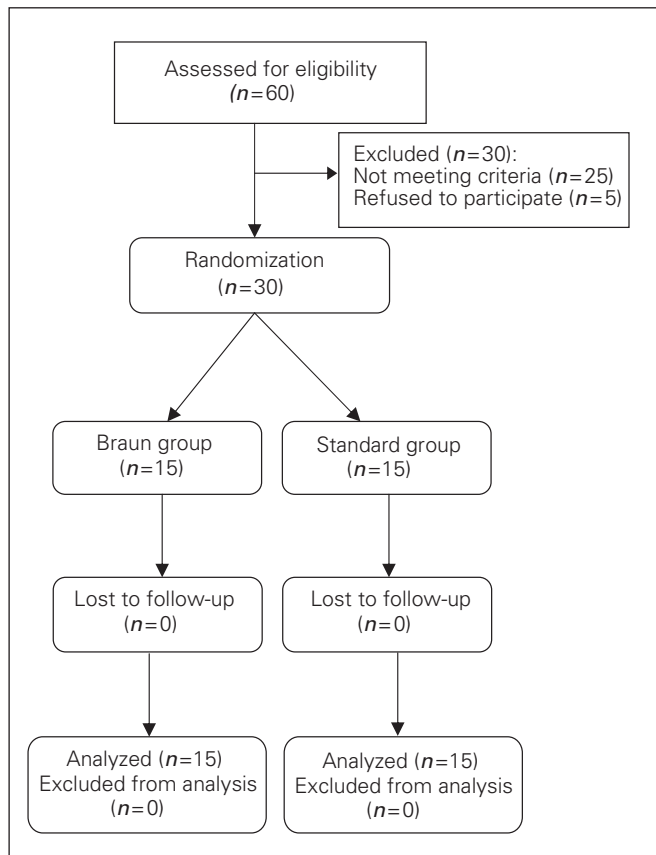 Assessed for eligibility
(n=60)
Excluded (n=30):
Not meeting criteria (n=25)
Refused to participate (n=5)
Randomization
(n=30)
Braun group
(n=15)
Standard group
(n=15)
Lost to follow-up
(n=0)
Lost to follow-up
(n=0)
Analyzed (n=15)
Excluded from analysis
(n=0)
Analyzed (n=15)
Excluded from analysis
(n=0)